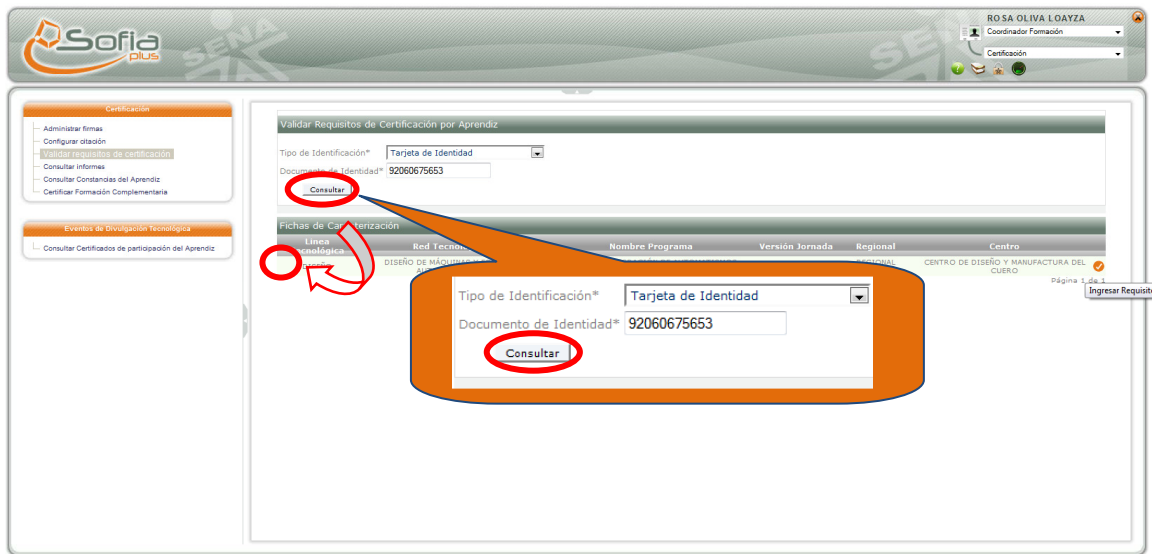 Sofia
plus
SENA
SENA
ROSA OLIVA LOAYZA
Coordinador Formación
Certificación
Certificación
Administrar firmas
Configurar citación
Validar requisitos de certificación
Consultar informes
Consultar Constancias del Aprendiz
Certificar Formación Complementaria
Eventos de Divulgación Tecnológica
Consultar Certificados de participación del Aprendiz
Validar Requisitos de Certificación por Aprendiz
Tipo de Identificación* Tarjeta de Identidad
Documento de Identidad* 92060675653
Consultar
Fichas de Caracterización
Linea Tecnológica Red Tecno Nombre Programa Versión Jornada Regional Centro
DISEÑO DE MÁQUINAS REGIONAL CENTRO DE DISEÑO Y MANUFACTURA DEL
CUERO
Página 1 de 1
Ingresar Requisito
Tipo de Identificación* Tarjeta de Identidad
Documento de Identidad* 92060675653
Consultar